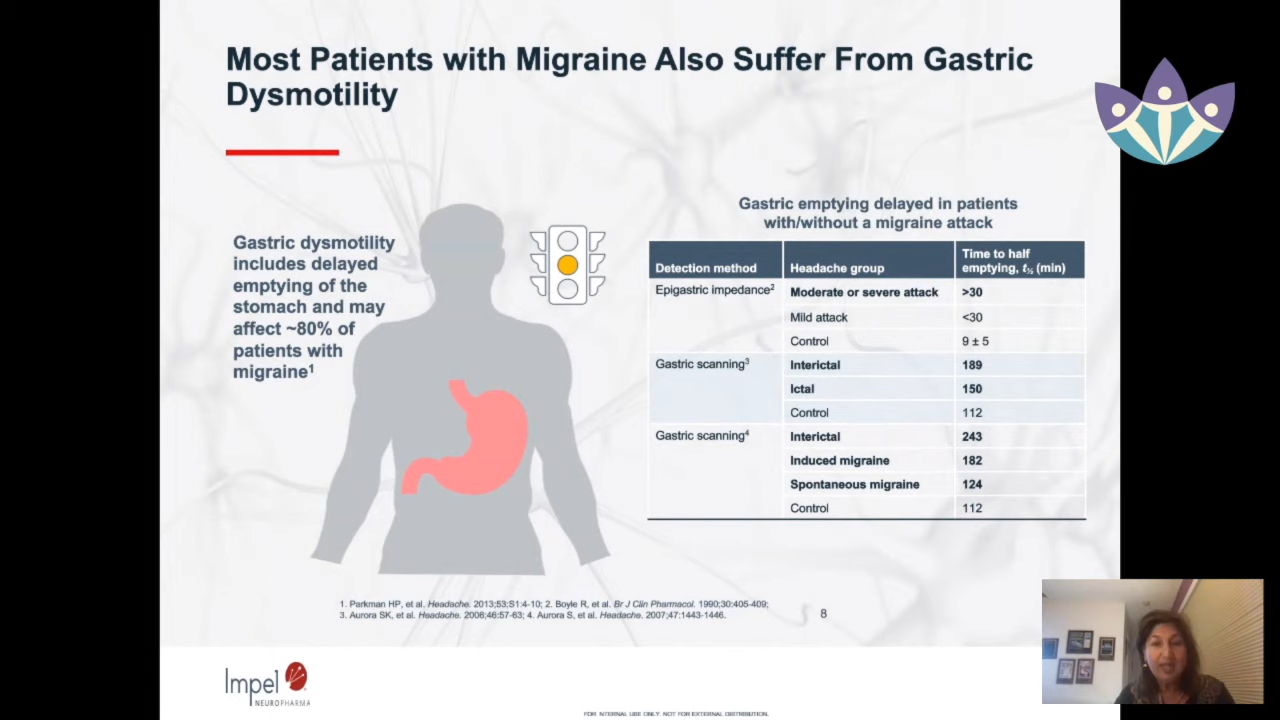 Most Patients with Migraine Also Suffer From Gastric
Dysmotility
Gastric dysmotility
includes delayed
emptying of the
stomach and may
affect ~80% of
patients with
migraine¹
Gastric emptying delayed in patients
with/without a migraine attack
Detection method Headache group Time to half emptying, t½ (min)
Epigastric impedance² Moderate or severe attack >30
Mild attack <30
Control 9 ± 5
Gastric scanning³ Interictal 189
Ictal 150
Control 112
Gastric scanning⁴ Interictal 243
Induced migraine 182
Spontaneous migraine 124
Control 112
1. Parkman HP, et al. Headache. 2013;53;S1:4-10; 2. Boyle R, et al. Br J Clin Pharmacol. 1990;30:405-409;
3. Aurora SK, et al. Headache. 2006;46:57-63; 4. Aurora S, et al. Headache. 2007;47:1443-1446.
8
Impel
NEUROPHARMA
FOR INTERNAL USE ONLY. NOT FOR EXTERNAL DISTRIBUTION.